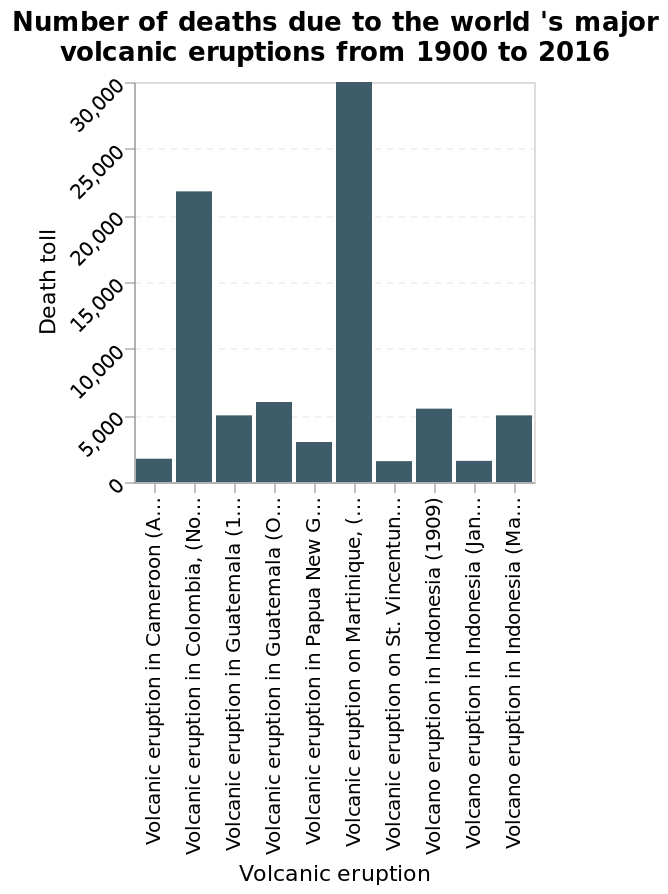 Number of deaths due to the world 's major
volcanic eruptions from 1900 to 2016
Death toll
30,000
25,000
20,000
15,000
10,000
5,000
0
Volcanic eruption in Cameroon (A...
Volcanic eruption in Colombia, (No...
Volcanic eruption in Guatemala (1...
Volcanic eruption in Guatemala (O...
Volcanic eruption in Papua New G...
Volcanic eruption on Martinique, (...
Volcanic eruption on St. Vincentun...
Volcano eruption in Indonesia (1909)
Volcano eruption in Indonesia (Jan...
Volcano eruption in Indonesia (Ma...
Volcanic eruption